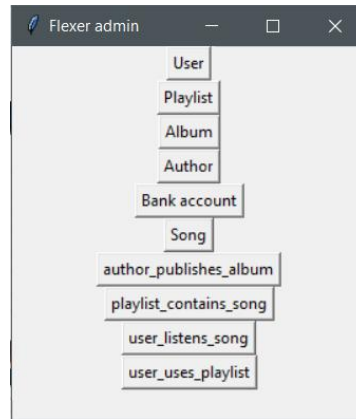 Flexer admin
User
Playlist
Album
Author
Bank account
Song
author_publishes_album
playlist_contains_song
user_listens_song
user_uses_playlist